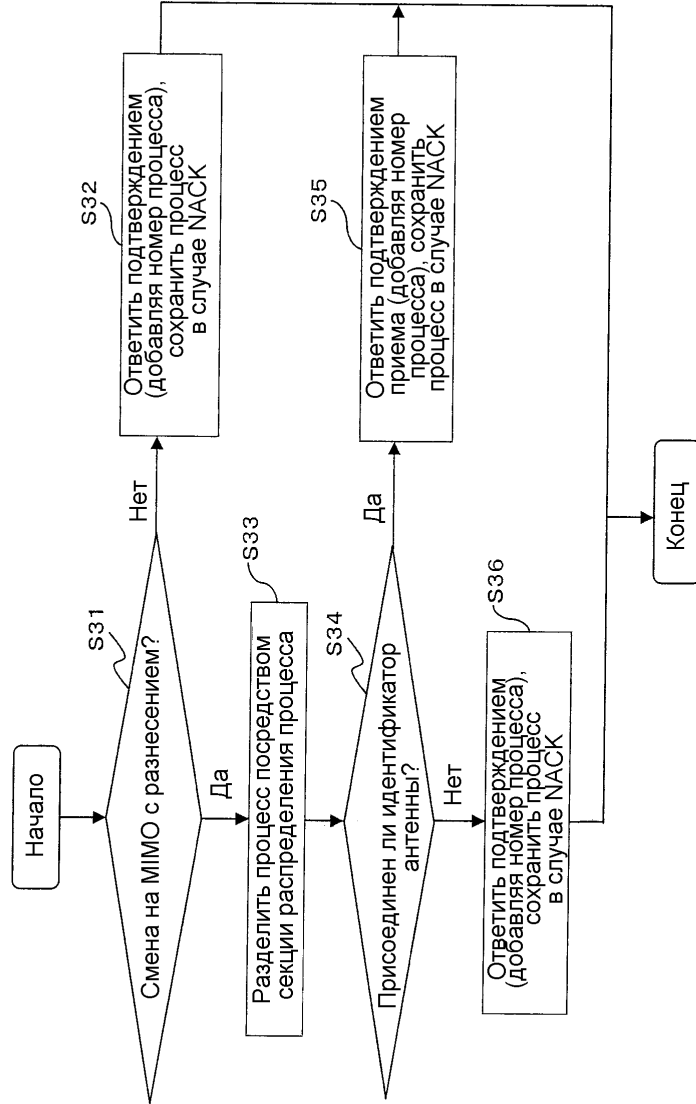 Начало
S31
Смена на MIMO с разнесением?
Нет
S32
Ответить подтверждением
(добавляя номер процесса),
сохранить процесс
в случае NACK
Да
S33
Разделить процесс посредством
секции распределения процесса
S34
Присоединен ли идентификатор
антенны?
Да
S35
Ответить подтверждением
приема (добавляя номер
процесса), сохранить
процесс в случае NACK
Нет
S36
Ответить подтверждением
(добавляя номер процесса),
сохранить процесс
в случае NACK
Конец